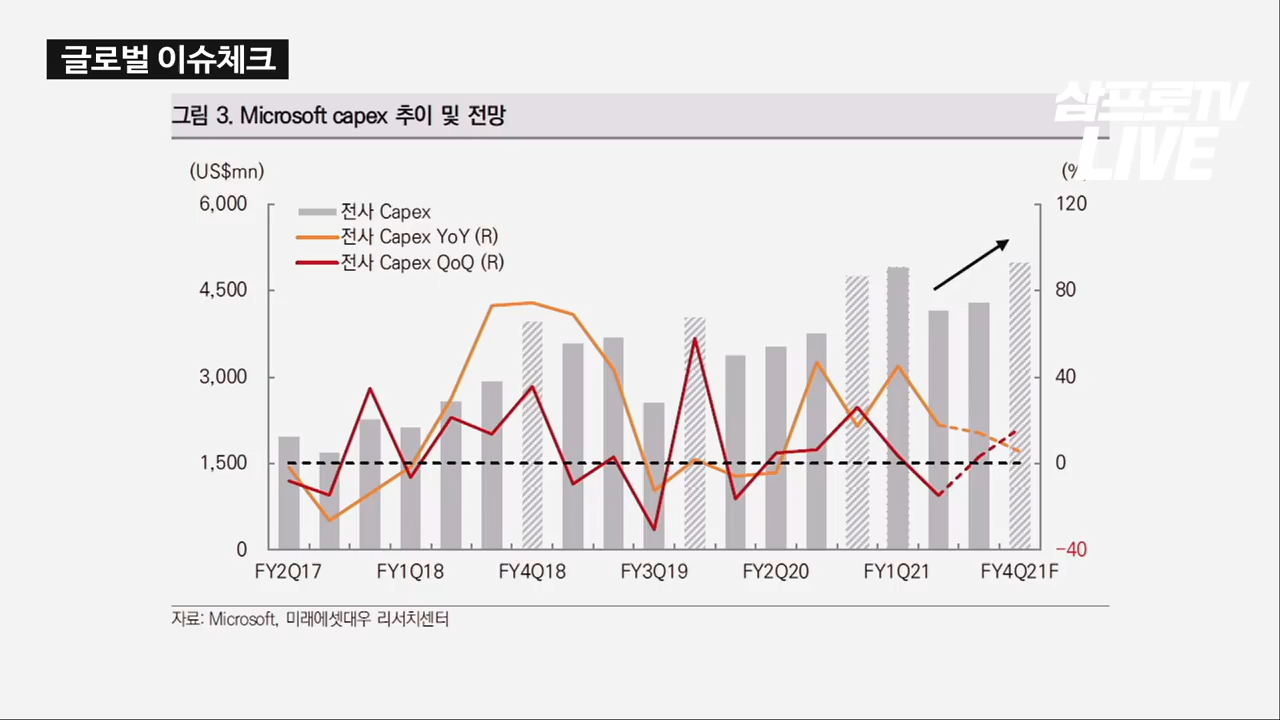 글로벌 이슈체크
삼프로TV
LIVE
그림 3. Microsoft capex 추이 및 전망
(US$mn)
(%
6,000
120
전사 Capex
전사 Capex YoY (R)
전사 Capex QoQ (R)
4,500
80
3,000
40
1,500
0
0
-40
FY2Q17 FY1Q18 FY4Q18 FY3Q19 FY2Q20 FY1Q21 FY4Q21F
자료: Microsoft, 미래에셋대우 리서치센터